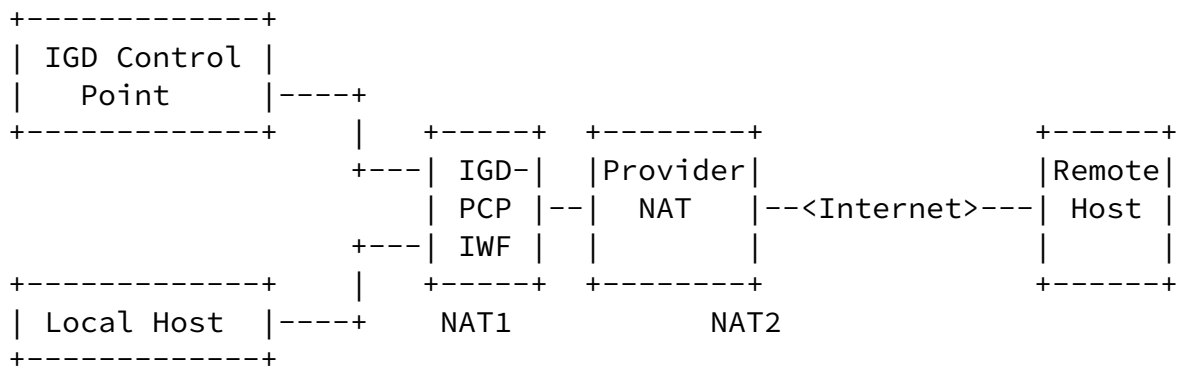 +-------------+
| IGD Control |
|   Point     |----+
+-------------+    |   +-----+  +--------+               +------+
                   +---| IGD-|  |Provider|               |Remote|
                       | PCP |--|  NAT   |--<Internet>---| Host |
                   +---| IWF |  |        |               |      |
+-------------+    |   +-----+  +--------+               +------+
| Local Host  |----+    NAT1           NAT2
+-------------+